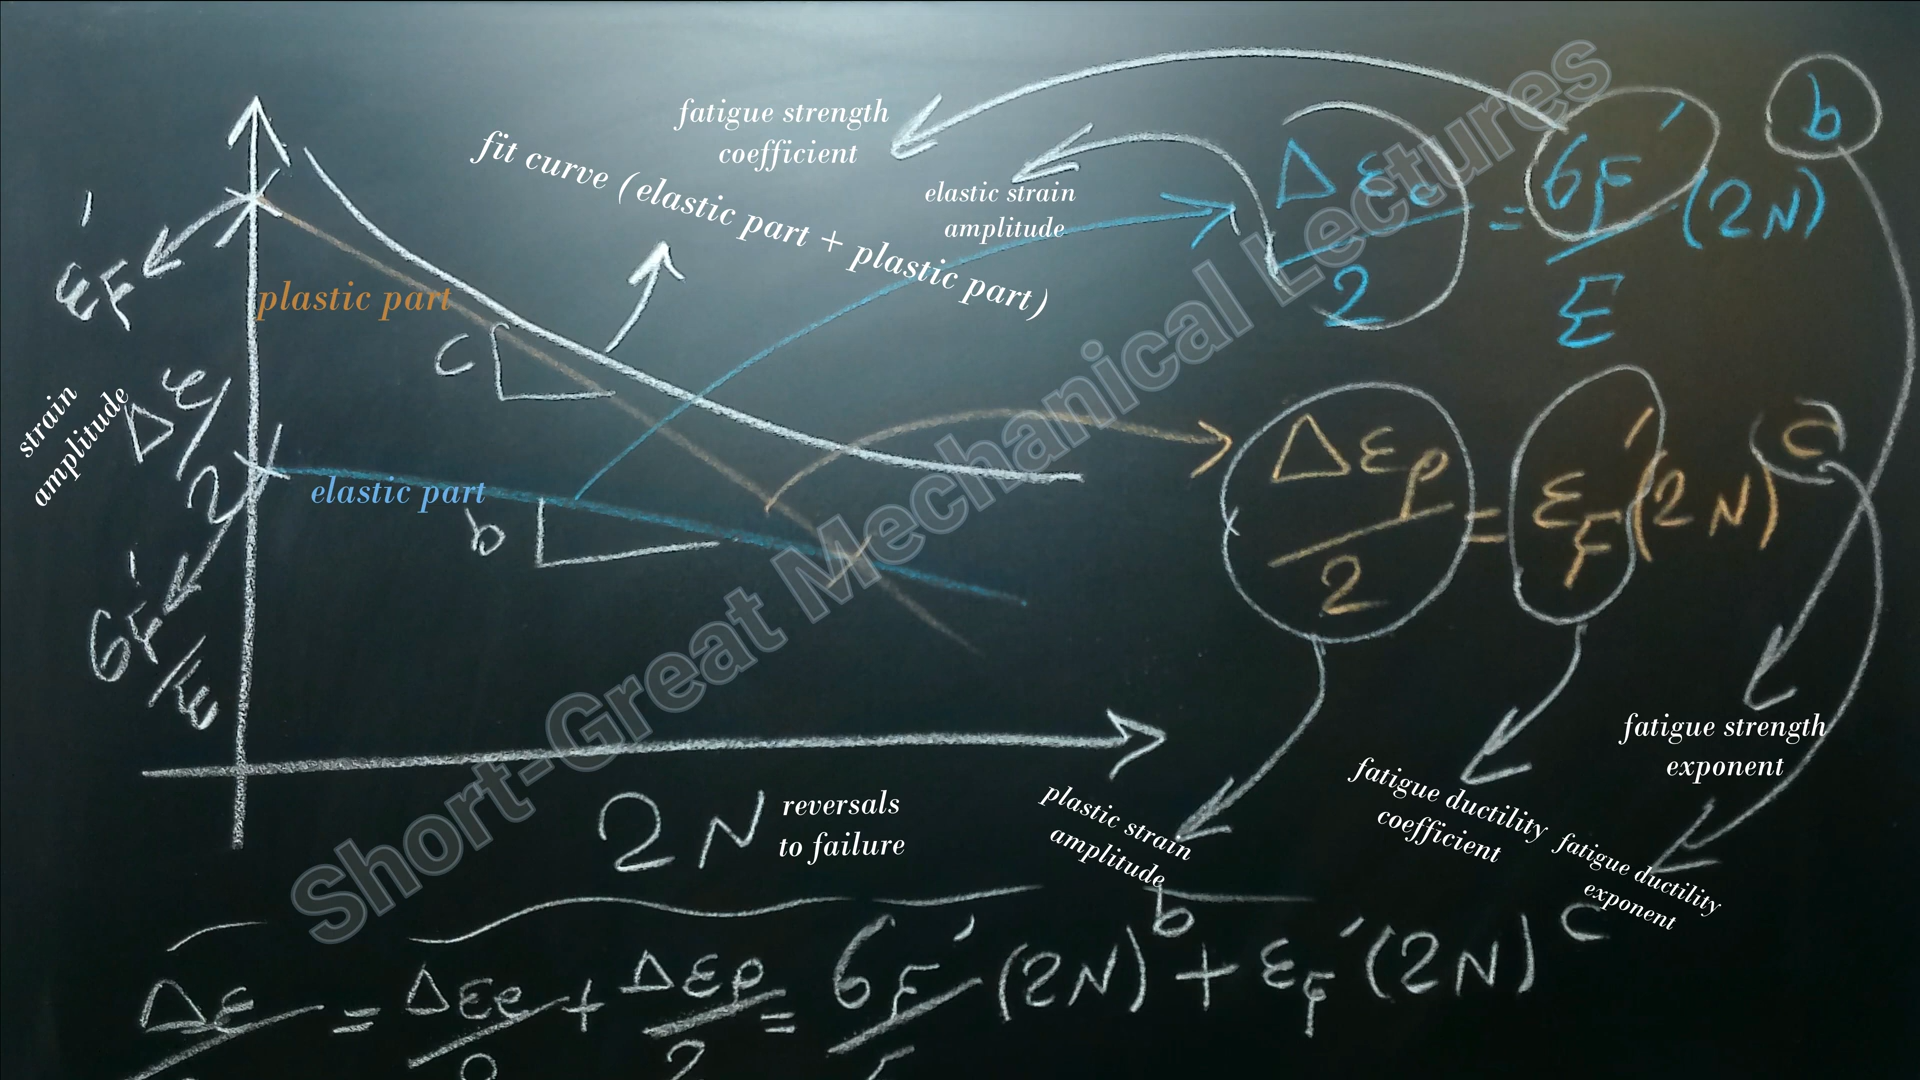 fatigue strength
coefficient
fit curve (elastic part + plastic part)
elastic strain
amplitude
Δεe/2 = σF′/E (2N)^b
εF′
plastic part
c
strain
amplitude
Δε/2
elastic part
b
σF′/E
Δεp/2 = εF′(2N)^c
fatigue strength
exponent
2N
reversals
to failure
plastic strain
amplitude
fatigue ductility
coefficient
fatigue ductility
exponent
Δε/2 = Δεe/2 + Δεp/2 = σF′/E (2N)^b + εF′(2N)^c
Short-Great Mechanical Lectures